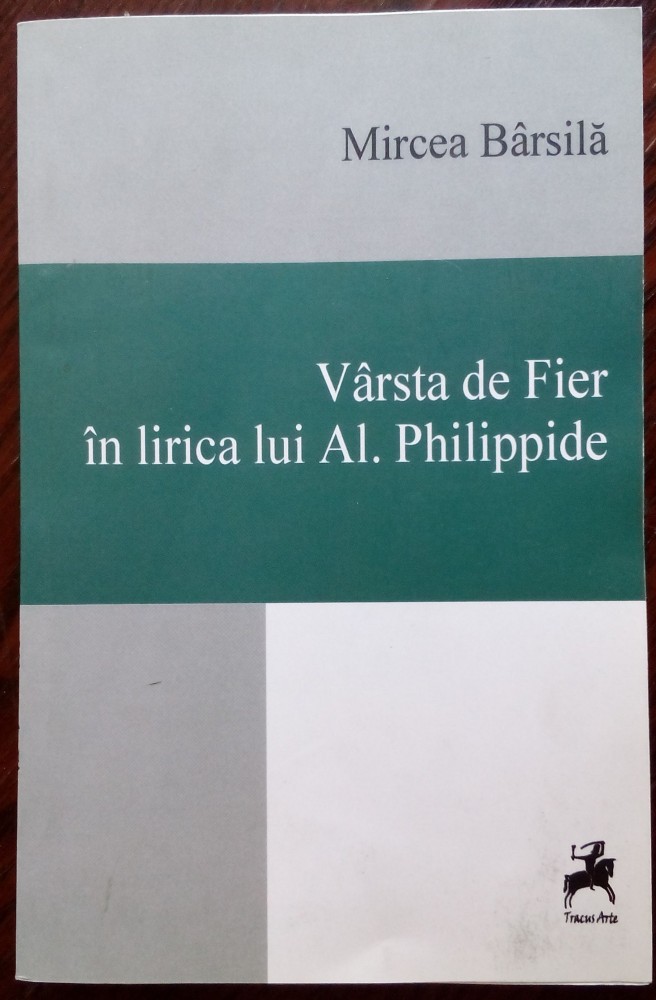 Mircea Bârsilă
Vârsta de Fier
în lirica lui Al. Philippide
Tracus Arte